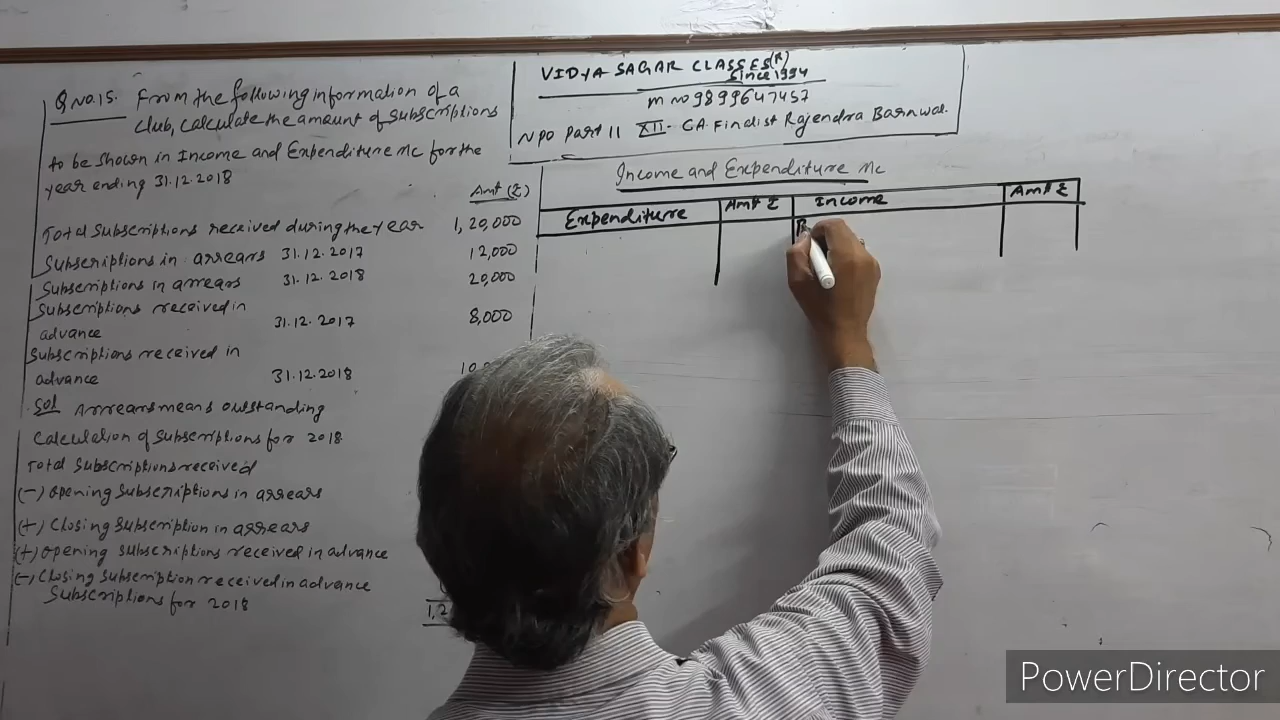 Q NO.15. From the following information of a
club, calculate the amount of subscriptions
to be shown in Income and Expenditure A/c for the
year ending 31.12.2018
Amt (₹)
Total subscriptions received during the year 1,20,000
Subscriptions in arrears 31.12.2017 12,000
Subscriptions in arrears 31.12.2018 20,000
Subscriptions received in
advance 31.12.2017 8,000
Subscriptions received in
advance 31.12.2018
Sol Arrears means outstanding
Calculation of subscriptions for 2018
Total subscriptions received
(-) Opening subscriptions in arrears
(+) Closing subscription in arrears
(+) Opening subscriptions received in advance
(-) Closing subscription received in advance
Subscriptions for 2018
VIDYA SAGAR CLASSES (R)
Since 1994
m no 9899647457
NPO Part 11 XII - CA. Findist Rajendra Barnwal.
Income and Expenditure A/c
Expenditure Amt ₹ Income Amt ₹
PowerDirector